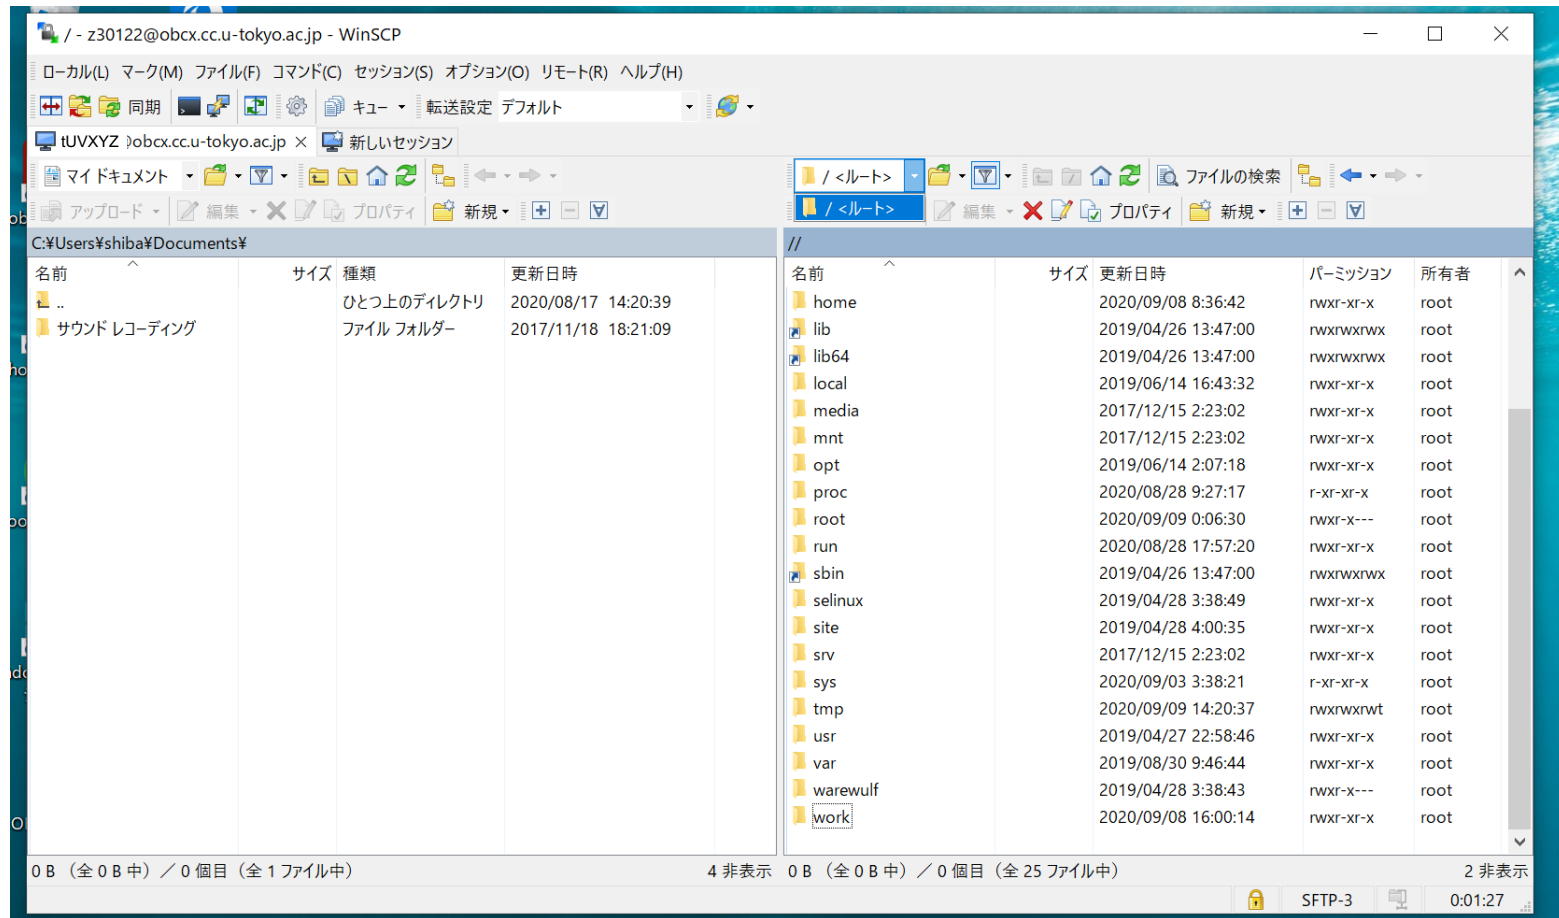 / - z30122@obcx.cc.u-tokyo.ac.jp - WinSCP
ローカル(L) マーク(M) ファイル(F) コマンド(C) セッション(S) オプション(O) リモート(R) ヘルプ(H)
同期 キュー 転送設定 デフォルト
tUVXYZ @obcx.cc.u-tokyo.ac.jp × 新しいセッション
マイ ドキュメント / <ルート> ファイルの検索
アップロード 編集 プロパティ 新規 / <ルート> 編集 プロパティ 新規
C:¥Users¥shiba¥Documents¥ //
名前 サイズ 種類 更新日時 名前 サイズ 更新日時 パーミッション 所有者
.. ひとつ上のディレクトリ 2020/08/17 14:20:39 home 2020/09/08 8:36:42 rwxr-xr-x root
サウンド レコーディング ファイル フォルダー 2017/11/18 18:21:09 lib 2019/04/26 13:47:00 rwxrwxrwx root
lib64 2019/04/26 13:47:00 rwxrwxrwx root
local 2019/06/14 16:43:32 rwxr-xr-x root
media 2017/12/15 2:23:02 rwxr-xr-x root
mnt 2017/12/15 2:23:02 rwxr-xr-x root
opt 2019/06/14 2:07:18 rwxr-xr-x root
proc 2020/08/28 9:27:17 r-xr-xr-x root
root 2020/09/09 0:06:30 rwxr-x--- root
run 2020/08/28 17:57:20 rwxr-xr-x root
sbin 2019/04/26 13:47:00 rwxrwxrwx root
selinux 2019/04/28 3:38:49 rwxr-xr-x root
site 2019/04/28 4:00:35 rwxr-xr-x root
srv 2017/12/15 2:23:02 rwxr-xr-x root
sys 2020/09/03 3:38:21 r-xr-xr-x root
tmp 2020/09/09 14:20:37 rwxrwxrwt root
usr 2019/04/27 22:58:46 rwxr-xr-x root
var 2019/08/30 9:46:44 rwxr-xr-x root
warewulf 2019/04/28 3:38:43 rwxr-x--- root
work 2020/09/08 16:00:14 rwxr-xr-x root
0 B （全 0 B 中）／ 0 個目（全 1 ファイル中） 4 非表示 0 B （全 0 B 中）／ 0 個目（全 25 ファイル中） 2 非表示
SFTP-3 0:01:27